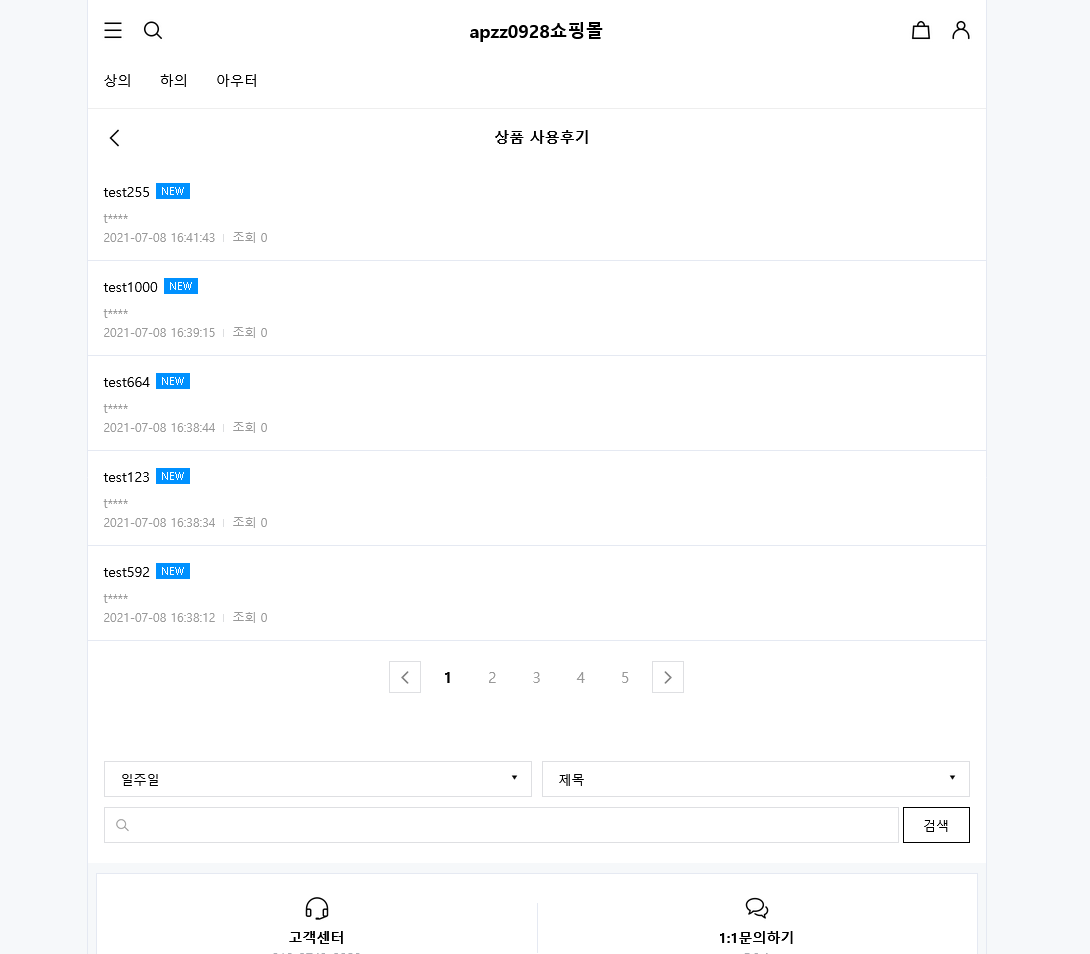 apzz0928쇼핑몰
상의 하의 아우터
상품 사용후기
test255 NEW
t****
2021-07-08 16:41:43 조회 0
test1000 NEW
t****
2021-07-08 16:39:15 조회 0
test664 NEW
t****
2021-07-08 16:38:44 조회 0
test123 NEW
t****
2021-07-08 16:38:34 조회 0
test592 NEW
t****
2021-07-08 16:38:12 조회 0
1 2 3 4 5
일주일 제목
검색
고객센터 1:1문의하기